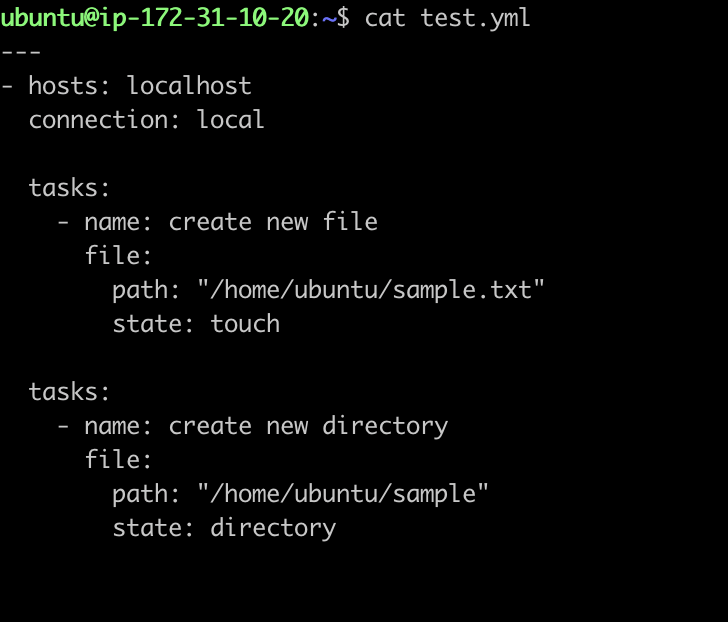 ubuntu@ip-172-31-10-20:~$ cat test.yml
---
- hosts: localhost
  connection: local

  tasks:
    - name: create new file
      file:
        path: "/home/ubuntu/sample.txt"
        state: touch

  tasks:
    - name: create new directory
      file:
        path: "/home/ubuntu/sample"
        state: directory